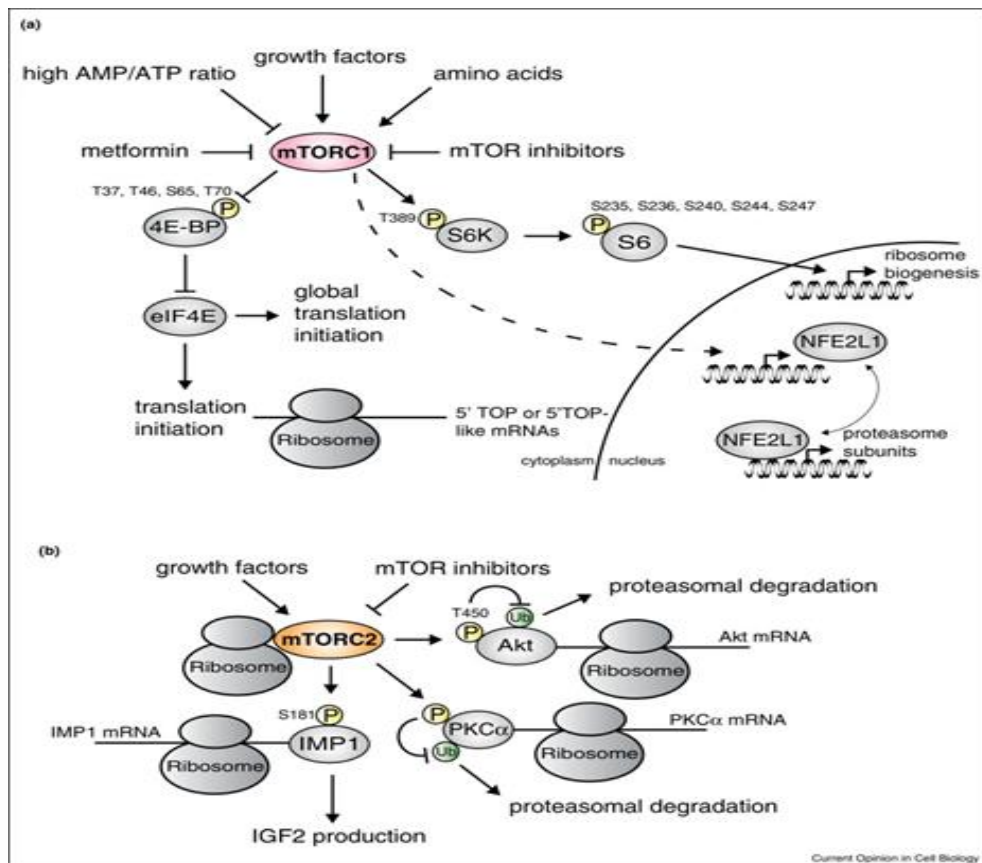 (a)
growth factors
high AMP/ATP ratio
amino acids
metformin
mTORC1
mTOR inhibitors
T37, T46, S65, T70
P
4E-BP
T389
P
S6K
S235, S236, S240, S244, S247
P
S6
ribosome
biogenesis
eIF4E
global
translation
initiation
NFE2L1
translation
initiation
Ribosome
5' TOP or 5'TOP-
like mRNAs
cytoplasm
nucleus
NFE2L1
proteasome
subunits
(b)
growth factors
mTOR inhibitors
proteasomal degradation
T450
Ub
P
Akt
Akt mRNA
mTORC2
Ribosome
Ribosome
S181
P
IMP1 mRNA
IMP1
Ribosome
P
PKCα
Ub
PKCα mRNA
Ribosome
proteasomal degradation
IGF2 production
Current Opinion in Cell Biology